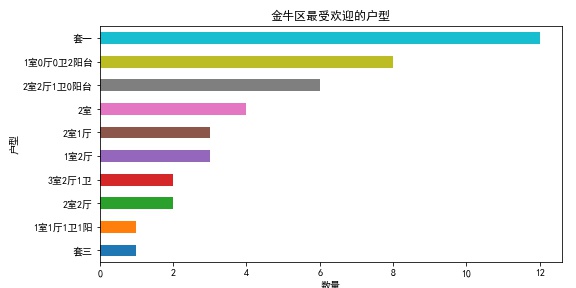 金牛区最受欢迎的户型
套一
1室0厅0卫2阳台
2室2厅1卫0阳台
2室
2室1厅
1室2厅
3室2厅1卫
2室2厅
1室1厅1卫1阳
套三
户型
0 2 4 6 8 10 12
数量